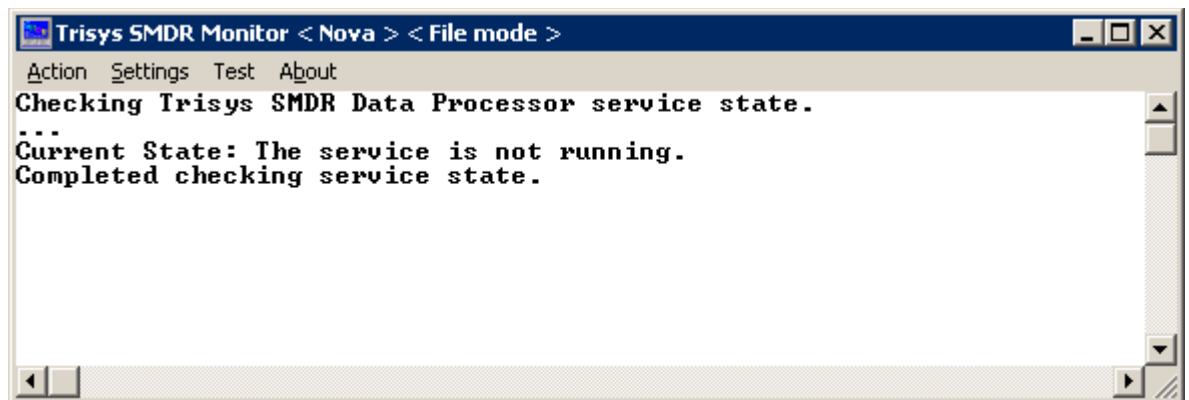 Trisys SMDR Monitor < Nova > < File mode >
Action Settings Test About
Checking Trisys SMDR Data Processor service state.
...
Current State: The service is not running.
Completed checking service state.